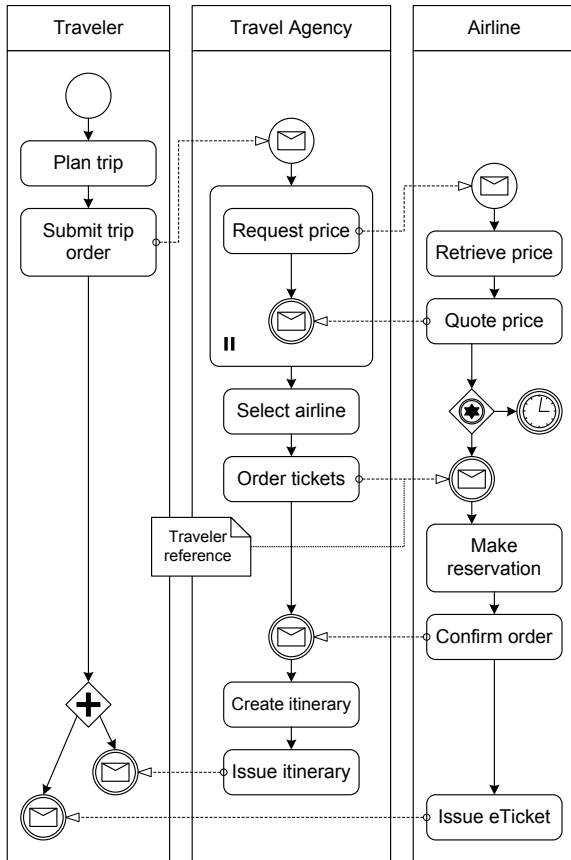 Traveler
Travel Agency
Airline
Plan trip
Submit trip
order
Request price
Retrieve price
Quote price
Select airline
Order tickets
Traveler
reference
Make
reservation
Confirm order
Create itinerary
Issue itinerary
Issue eTicket